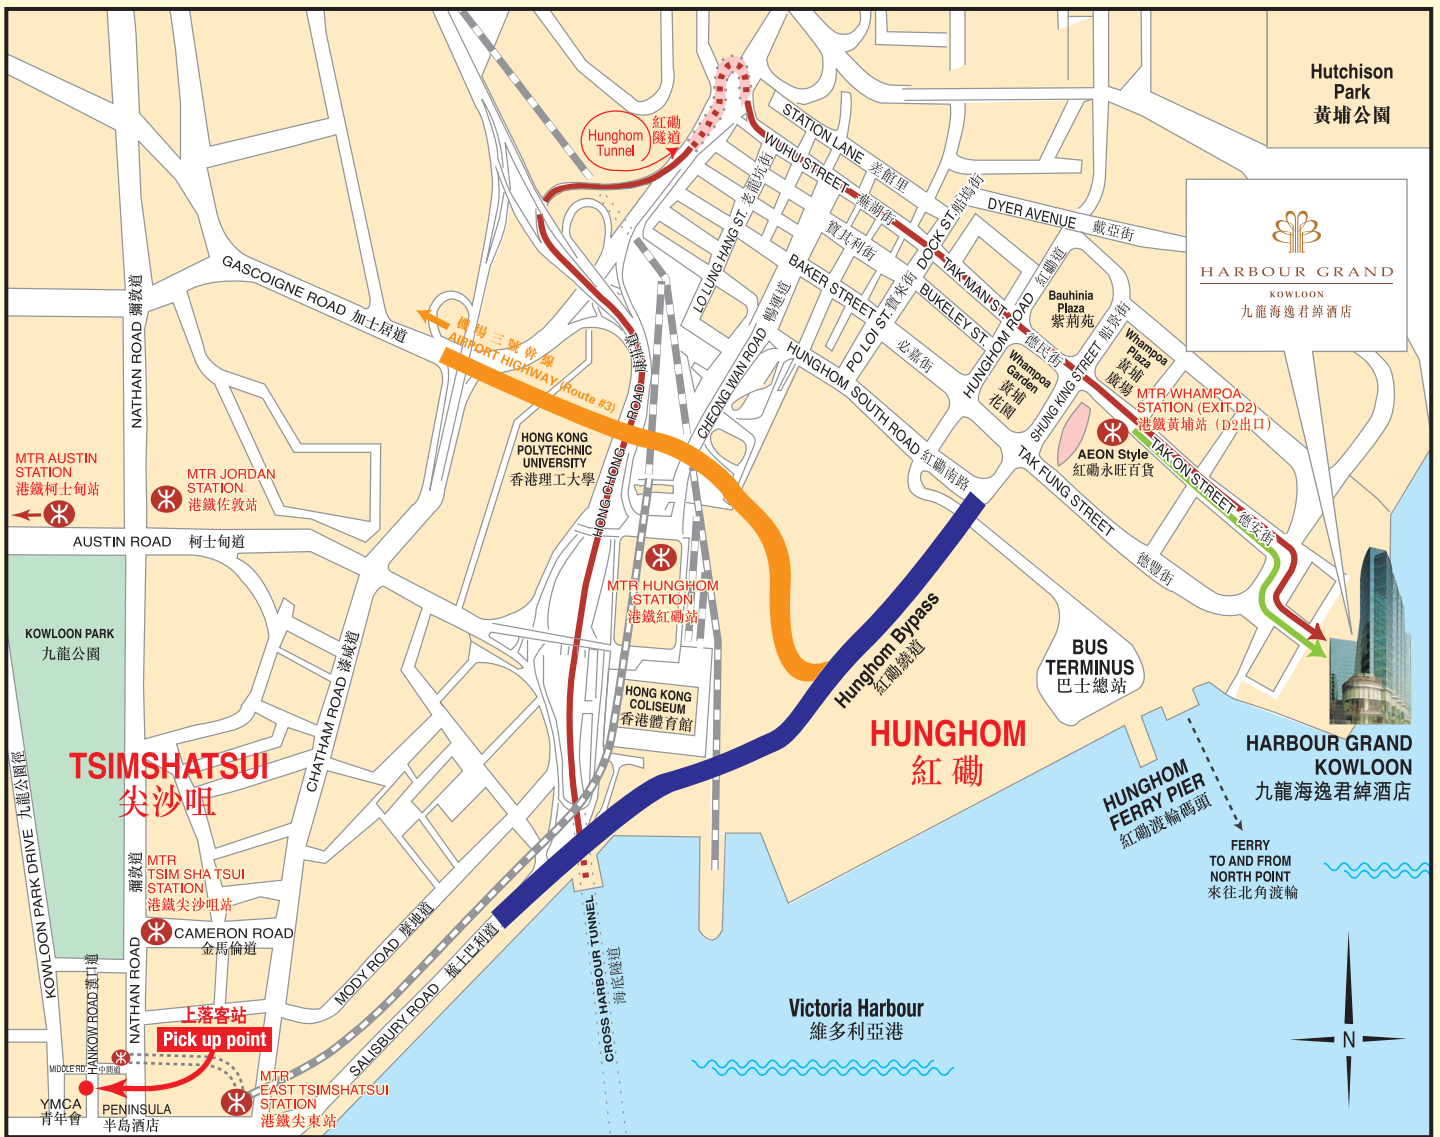 Hutchison
Park
黃埔公園
HARBOUR GRAND
KOWLOON
九龍海逸君綽酒店
Hunghom
Tunnel
紅磡
隧道
STATION LANE 差館里
WUHU STREET 蕪湖街
DYER AVENUE 戴亞街
LO LUNG HANG ST. 老龍坑街
DOCK ST. 船塢街
寶其利街
BAKER STREET
BUKELEY ST.
TAK MAN ST.
德民街
PO LOI ST. 寶來街
必嘉街
HUNGHOM ROAD 紅磡道
Bauhinia
Plaza
紫荊苑
Whampoa
Plaza
黃埔
廣場
Whampoa
Garden
黃埔
花園
SHUNG KING STREET 船景街
MTR WHAMPOA
STATION (EXIT D2)
港鐵黃埔站（D2出口）
AEON Style
紅磡永旺百貨
TAK ON STREET 德安街
TAK FUNG STREET
德豐街
HUNGHOM SOUTH ROAD 紅磡南路
CHEONG WAN ROAD 暢運道
GASCOIGNE ROAD 加士居道
機場三號幹線
AIRPORT HIGHWAY (Route #3)
HONG CHONG ROAD 康莊道
HONG KONG
POLYTECHNIC
UNIVERSITY
香港理工大學
NATHAN ROAD 彌敦道
MTR AUSTIN
STATION
港鐵柯士甸站
MTR JORDAN
STATION
港鐵佐敦站
AUSTIN ROAD 柯士甸道
MTR HUNGHOM
STATION
港鐵紅磡站
KOWLOON PARK
九龍公園
CHATHAM ROAD 漆咸道
HONG KONG
COLISEUM
香港體育館
Hunghom Bypass
紅磡繞道
BUS
TERMINUS
巴士總站
HUNGHOM
紅磡
HARBOUR GRAND
KOWLOON
九龍海逸君綽酒店
HUNGHOM
FERRY PIER
紅磡渡輪碼頭
FERRY
TO AND FROM
NORTH POINT
來往北角渡輪
TSIMSHATSUI
尖沙咀
KOWLOON PARK DRIVE 九龍公園徑
彌敦道
MTR
TSIM SHA TSUI
STATION
港鐵尖沙咀站
CAMERON ROAD
金馬倫道
MODY ROAD 麼地道
SALISBURY ROAD 梳士巴利道
CROSS HARBOUR TUNNEL
海底隧道
Victoria Harbour
維多利亞港
HANKOW ROAD 漢口道
NATHAN ROAD
上落客站
Pick up point
MIDDLE RD. 中間道
MTR
EAST TSIMSHATSUI
STATION
港鐵尖東站
YMCA
青年會
PENINSULA
半島酒店
N